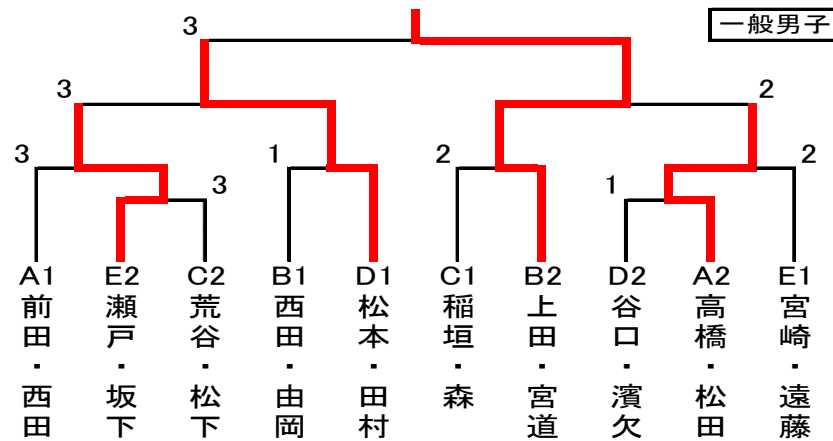 一般男子
3
3
2
3
1
2
2
3
1
A1 前田・西田
E2 瀬戸・坂下
C2 荒谷・松下
B1 西田・由岡
D1 松本・田村
C1 稲垣・森
B2 上田・宮道
D2 谷口・濱欠
A2 高橋・松田
E1 宮崎・遠藤